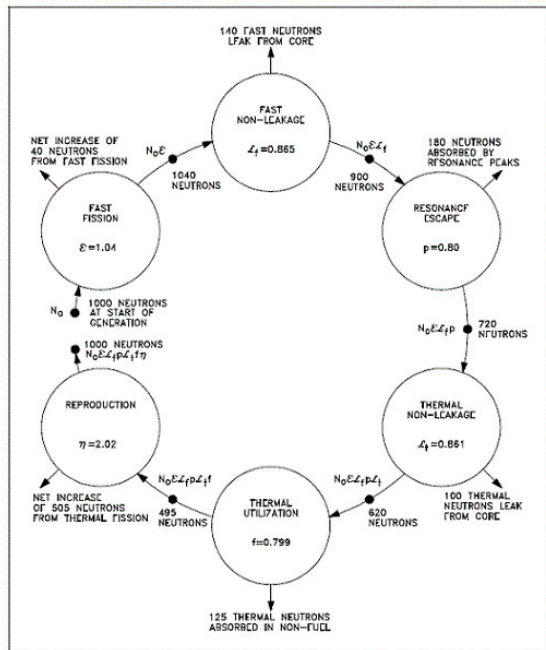 140 FAST NEUTRONS
LEAK FROM CORE
FAST
NON-LEAKAGE
ℒf=0.865
NET INCREASE OF
40 NEUTRONS
FROM FAST FISSION
N₀ε
1040
NEUTRONS
N₀εℒf
900
NEUTRONS
180 NEUTRONS
ABSORBED BY
RESONANCE PEAKS
FAST
FISSION
ε=1.04
RESONANCE
ESCAPE
p=0.80
N₀
1000 NEUTRONS
AT START OF
GENERATION
1000 NEUTRONS
N₀εℒfpℒtfη
N₀εℒfp
720
NEUTRONS
REPRODUCTION
η=2.02
THERMAL
NON-LEAKAGE
ℒt=0.861
NET INCREASE
OF 505 NEUTRONS
FROM THERMAL FISSION
N₀εℒfpℒtf
495
NEUTRONS
THERMAL
UTILIZATION
f=0.799
N₀εℒfpℒt
620
NEUTRONS
100 THERMAL
NEUTRONS LEAK
FROM CORE
125 THERMAL NEUTRONS
ABSORBED IN NON-FUEL